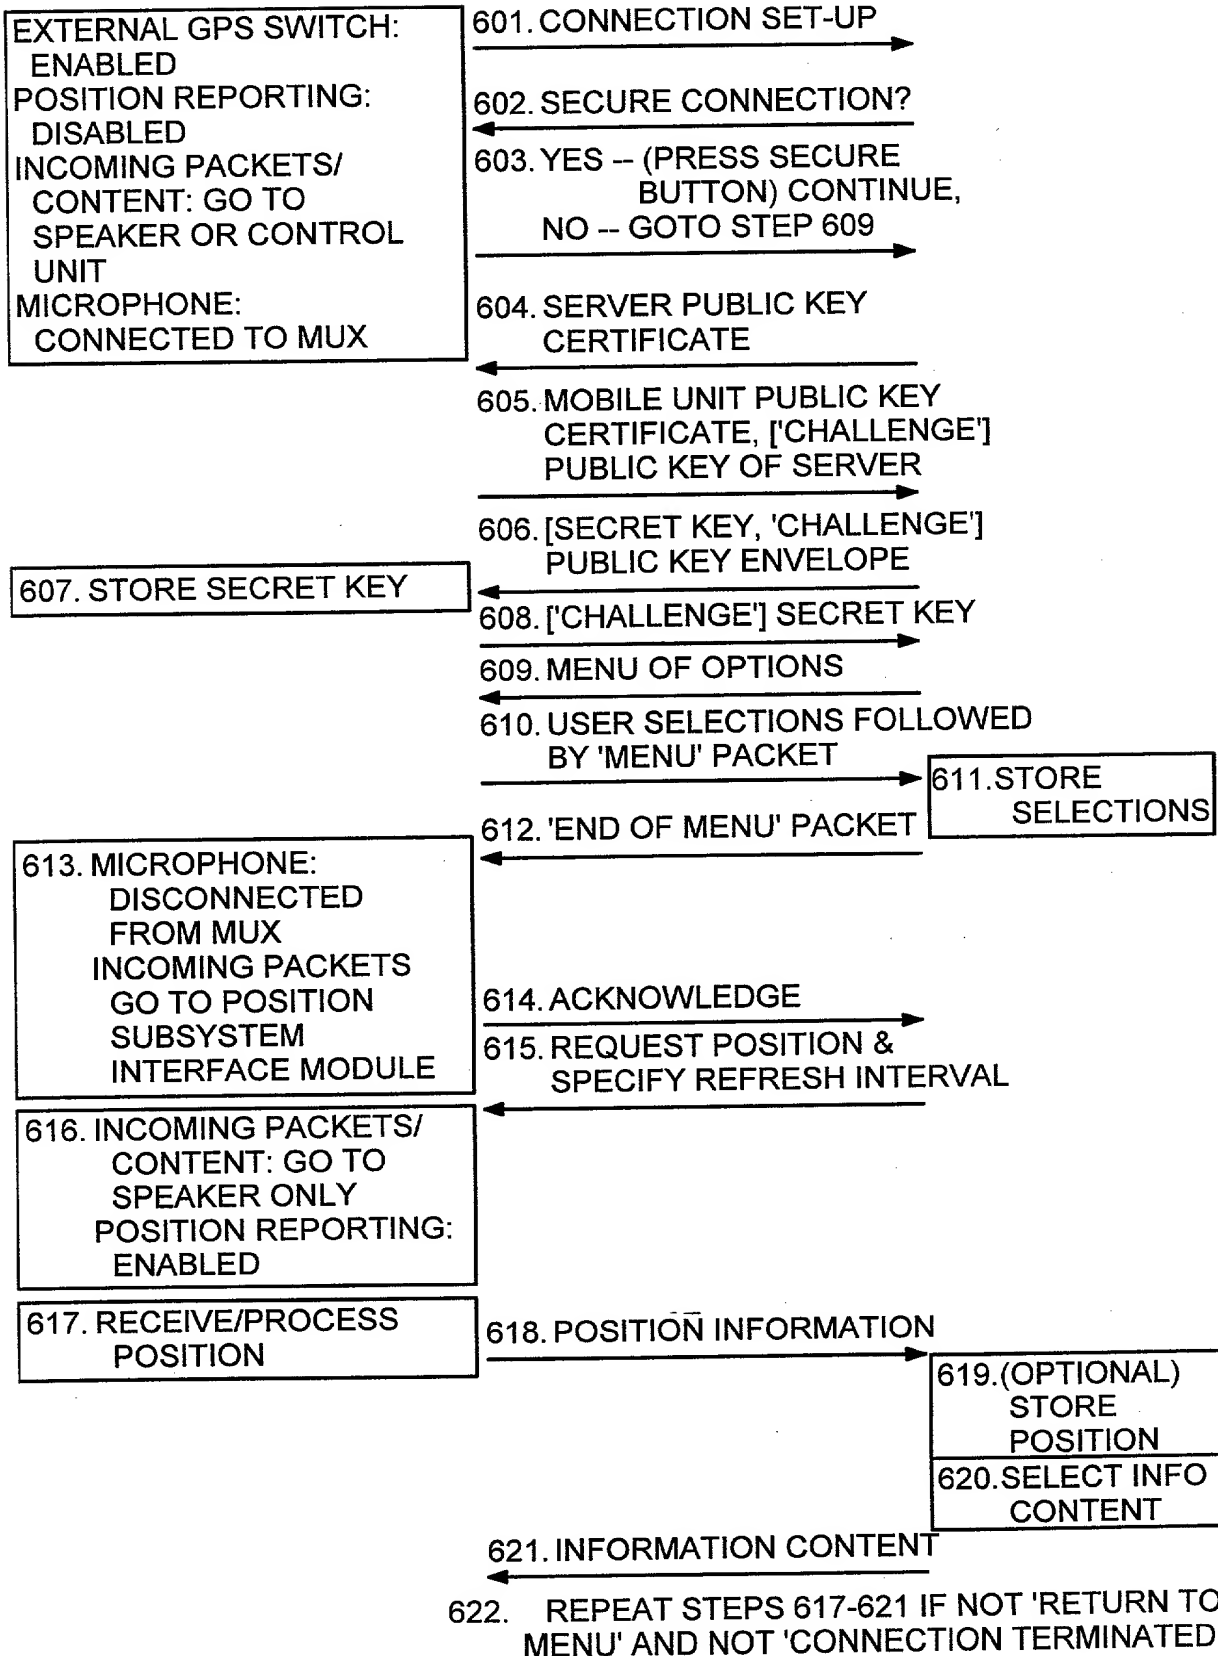 EXTERNAL GPS SWITCH:
ENABLED
POSITION REPORTING:
DISABLED
INCOMING PACKETS/
CONTENT: GO TO
SPEAKER OR CONTROL
UNIT
MICROPHONE:
CONNECTED TO MUX
601. CONNECTION SET-UP
602. SECURE CONNECTION?
603. YES -- (PRESS SECURE
BUTTON) CONTINUE,
NO -- GOTO STEP 609
604. SERVER PUBLIC KEY
CERTIFICATE
605. MOBILE UNIT PUBLIC KEY
CERTIFICATE, ['CHALLENGE']
PUBLIC KEY OF SERVER
606. [SECRET KEY, 'CHALLENGE']
PUBLIC KEY ENVELOPE
607. STORE SECRET KEY
608. ['CHALLENGE'] SECRET KEY
609. MENU OF OPTIONS
610. USER SELECTIONS FOLLOWED
BY 'MENU' PACKET
611. STORE
SELECTIONS
612. 'END OF MENU' PACKET
613. MICROPHONE:
DISCONNECTED
FROM MUX
INCOMING PACKETS
GO TO POSITION
SUBSYSTEM
INTERFACE MODULE
614. ACKNOWLEDGE
615. REQUEST POSITION &
SPECIFY REFRESH INTERVAL
616. INCOMING PACKETS/
CONTENT: GO TO
SPEAKER ONLY
POSITION REPORTING:
ENABLED
617. RECEIVE/PROCESS
POSITION
618. POSITION INFORMATION
619. (OPTIONAL)
STORE
POSITION
620. SELECT INFO
CONTENT
621. INFORMATION CONTENT
622. REPEAT STEPS 617-621 IF NOT 'RETURN TO
MENU' AND NOT 'CONNECTION TERMINATED